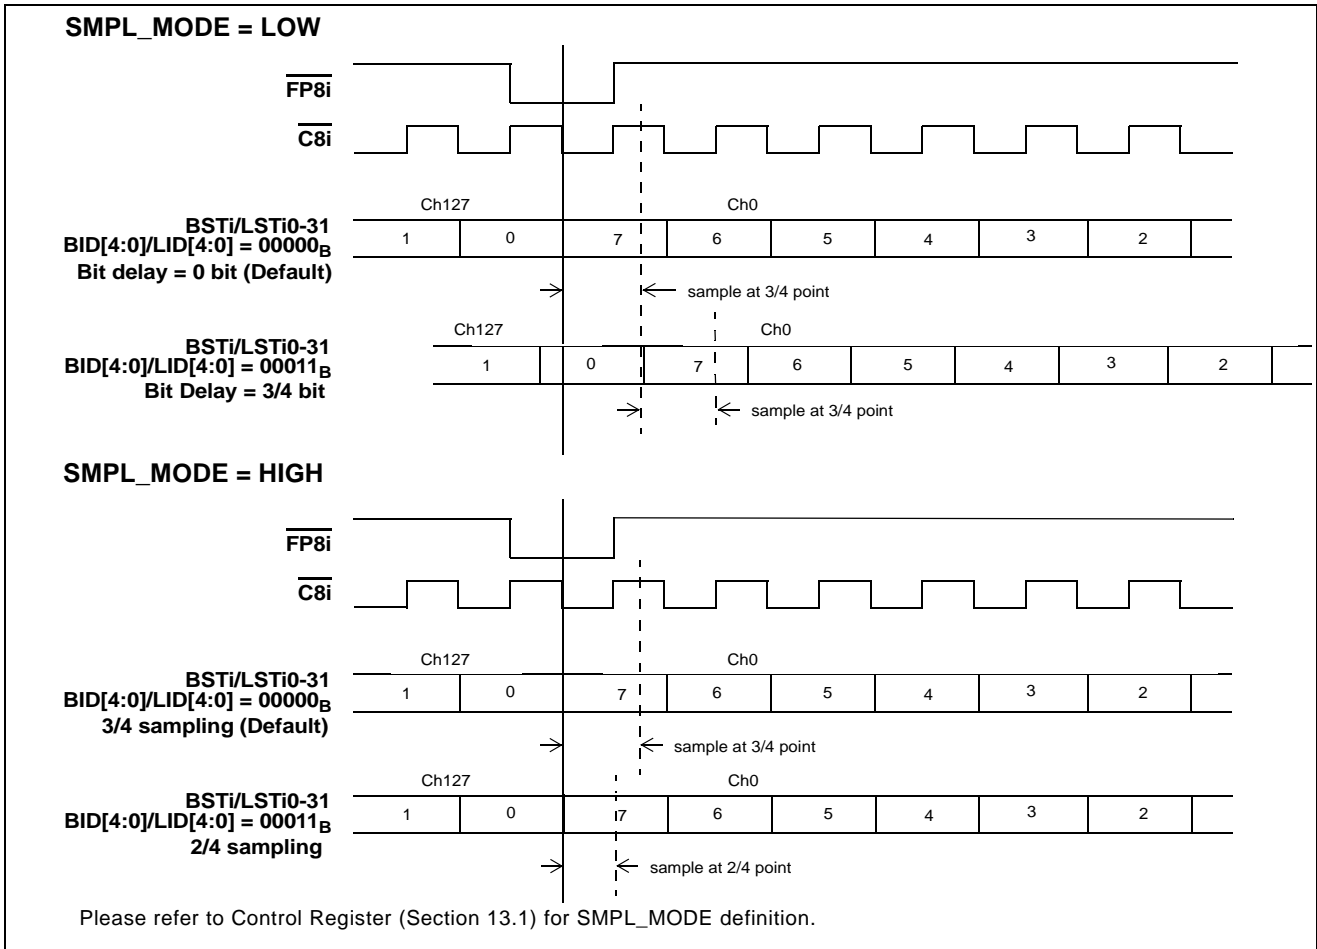 SMPL_MODE = LOW
FP8i
C8i
Ch127 Ch0
BSTi/LSTi0-31
BID[4:0]/LID[4:0] = 00000B
Bit delay = 0 bit (Default)
1 0 7 6 5 4 3 2
sample at 3/4 point
Ch127 Ch0
BSTi/LSTi0-31
BID[4:0]/LID[4:0] = 00011B
Bit Delay = 3/4 bit
1 0 7 6 5 4 3 2
sample at 3/4 point
SMPL_MODE = HIGH
FP8i
C8i
Ch127 Ch0
BSTi/LSTi0-31
BID[4:0]/LID[4:0] = 00000B
3/4 sampling (Default)
1 0 7 6 5 4 3 2
sample at 3/4 point
Ch127 Ch0
BSTi/LSTi0-31
BID[4:0]/LID[4:0] = 00011B
2/4 sampling
1 0 7 6 5 4 3 2
sample at 2/4 point
Please refer to Control Register (Section 13.1) for SMPL_MODE definition.